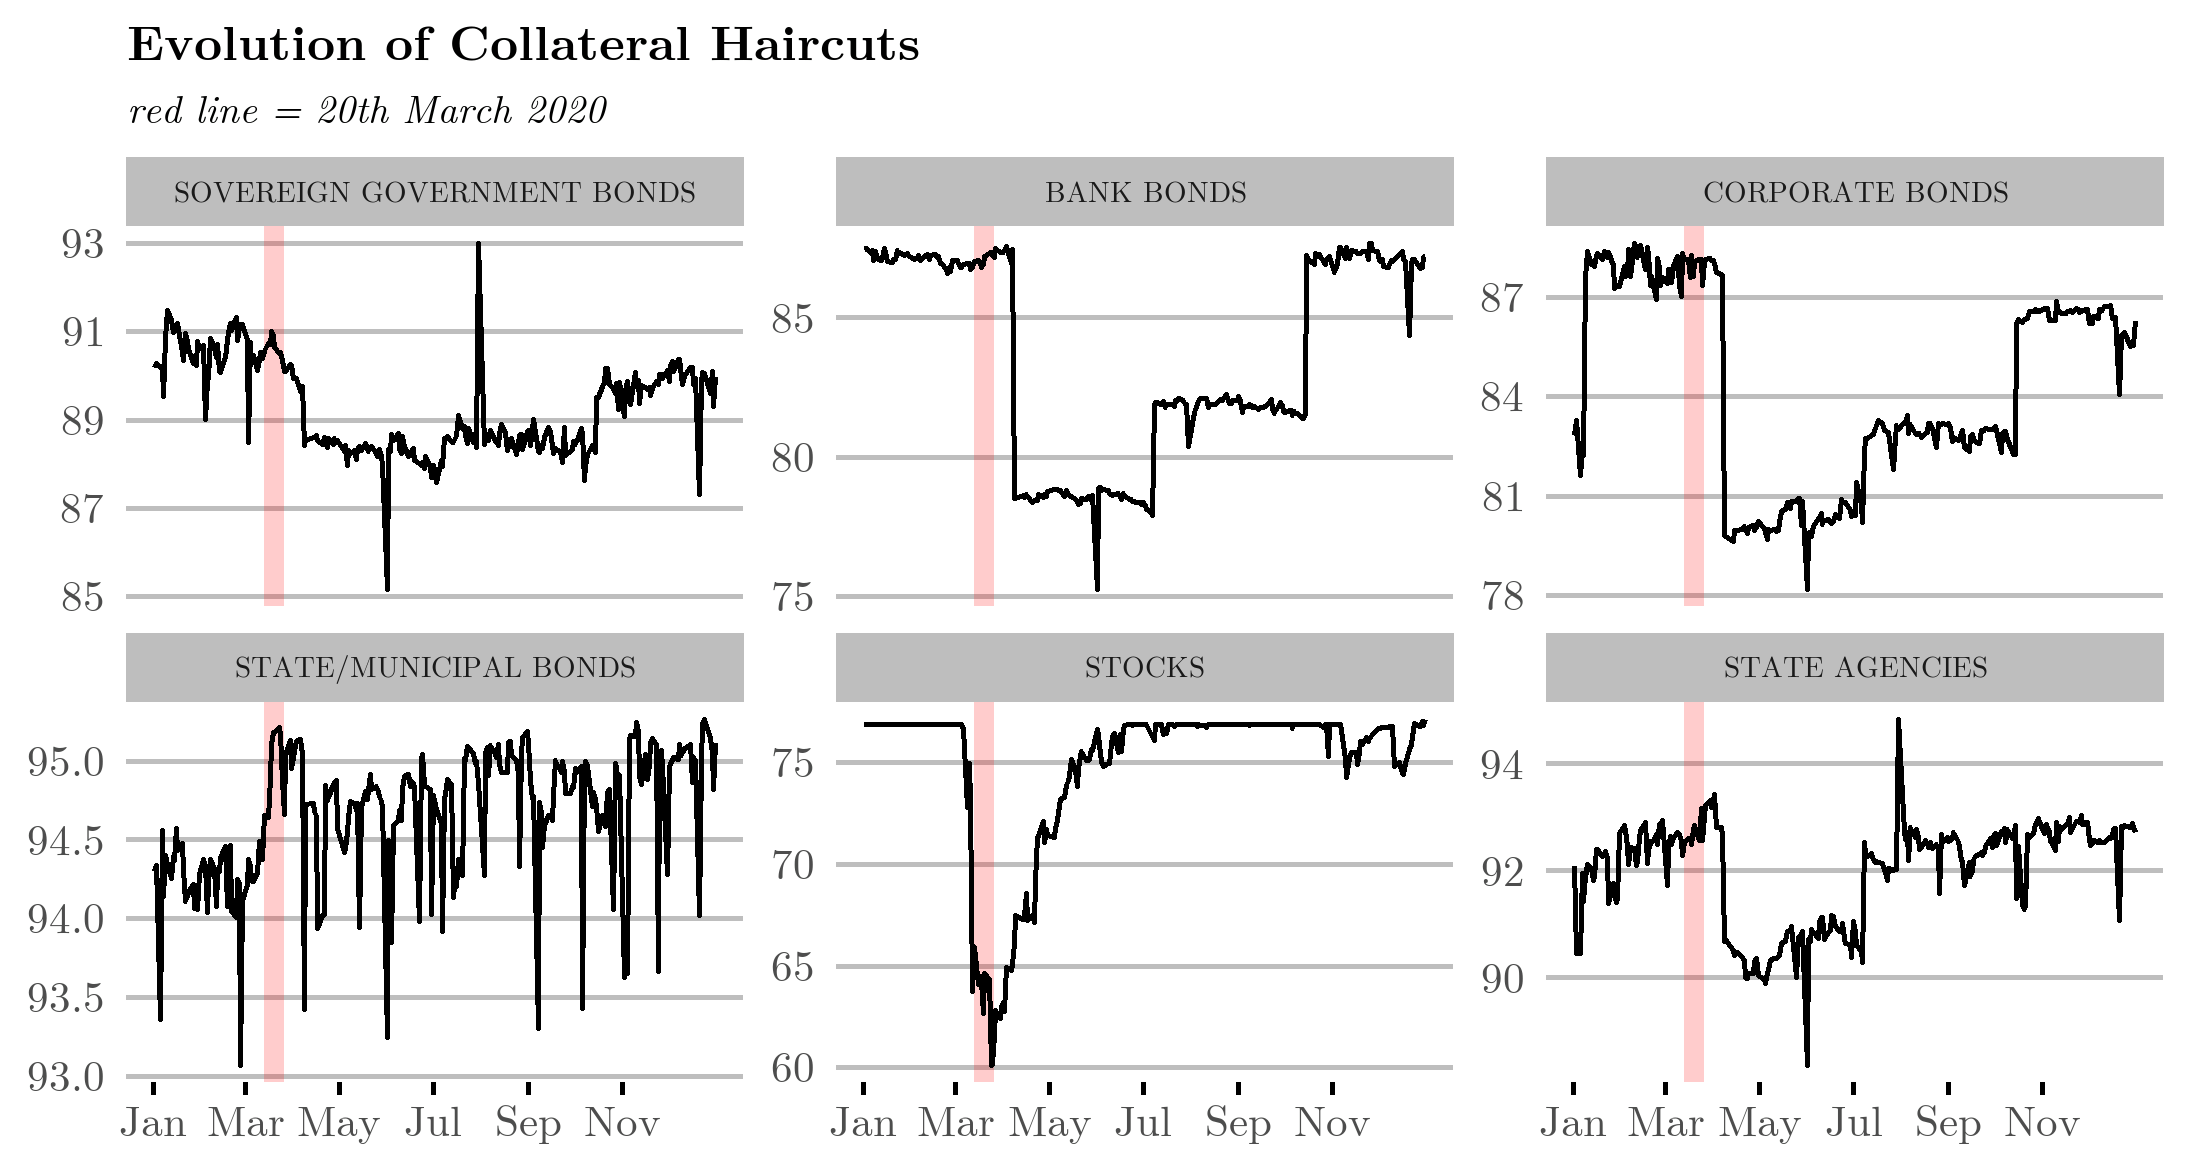 Evolution of Collateral Haircuts
red line = 20th March 2020
SOVEREIGN GOVERNMENT BONDS
93
91
89
87
85
BANK BONDS
85
80
75
CORPORATE BONDS
87
84
81
78
STATE/MUNICIPAL BONDS
95.0
94.5
94.0
93.5
93.0
Jan Mar May Jul Sep Nov
STOCKS
75
70
65
60
Jan Mar May Jul Sep Nov
STATE AGENCIES
94
92
90
Jan Mar May Jul Sep Nov